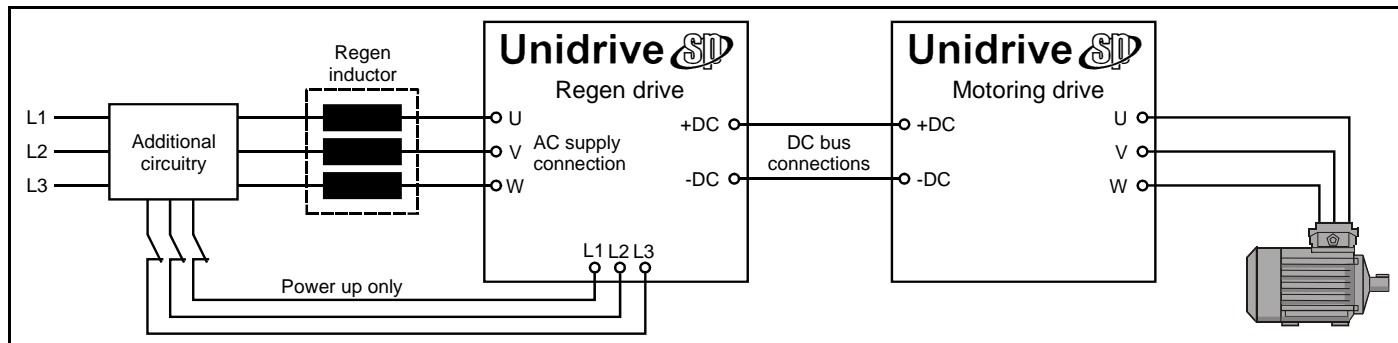 Regen
inductor
Unidrive sp
Regen drive
Unidrive sp
Motoring drive
L1
L2
L3
Additional
circuitry
U
V
W
AC supply
connection
+DC
-DC
DC bus
connections
+DC
-DC
U
V
W
L1 L2 L3
Power up only